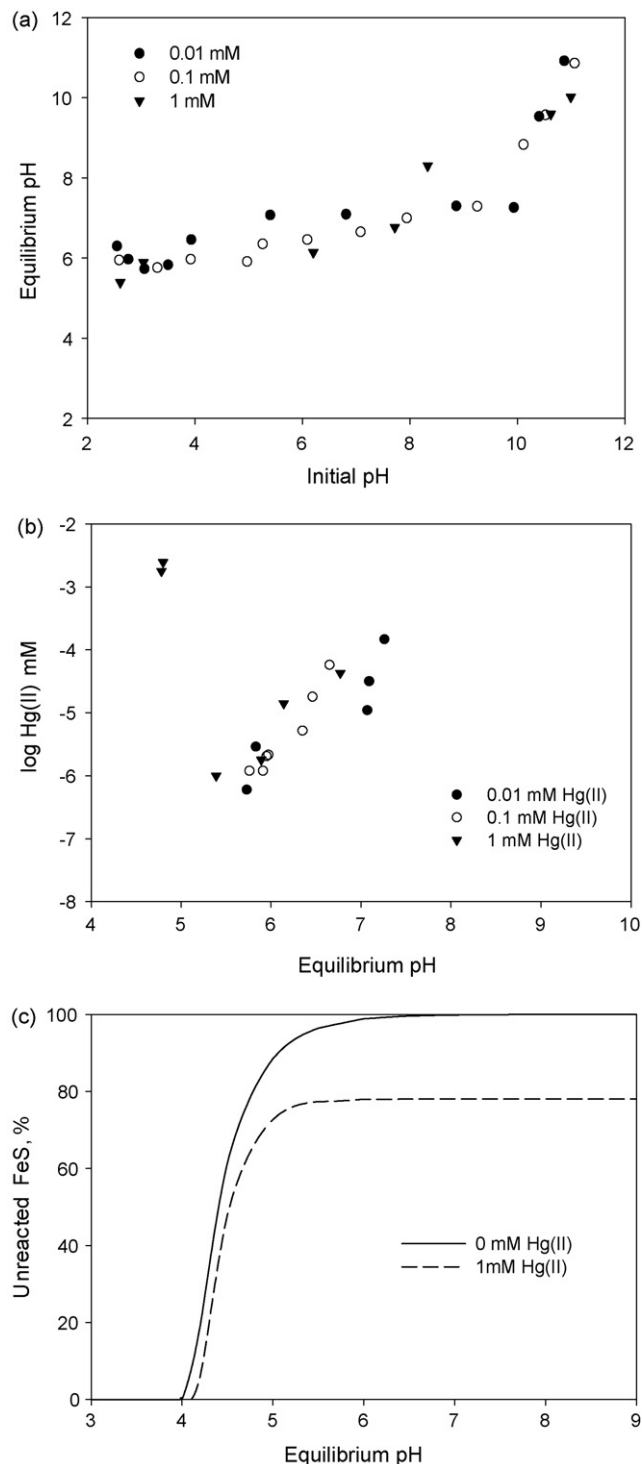 (a)
12
10
8
6
4
2
0.01 mM
0.1 mM
1 mM
Equilibrium pH
2 4 6 8 10 12
Initial pH
(b)
-2
-3
-4
-5
-6
-7
-8
log Hg(II) mM
0.01 mM Hg(II)
0.1 mM Hg(II)
1 mM Hg(II)
4 5 6 7 8 9 10
Equilibrium pH
(c)
100
80
60
40
20
0
Unreacted FeS, %
0 mM Hg(II)
1mM Hg(II)
3 4 5 6 7 8 9
Equilibrium pH